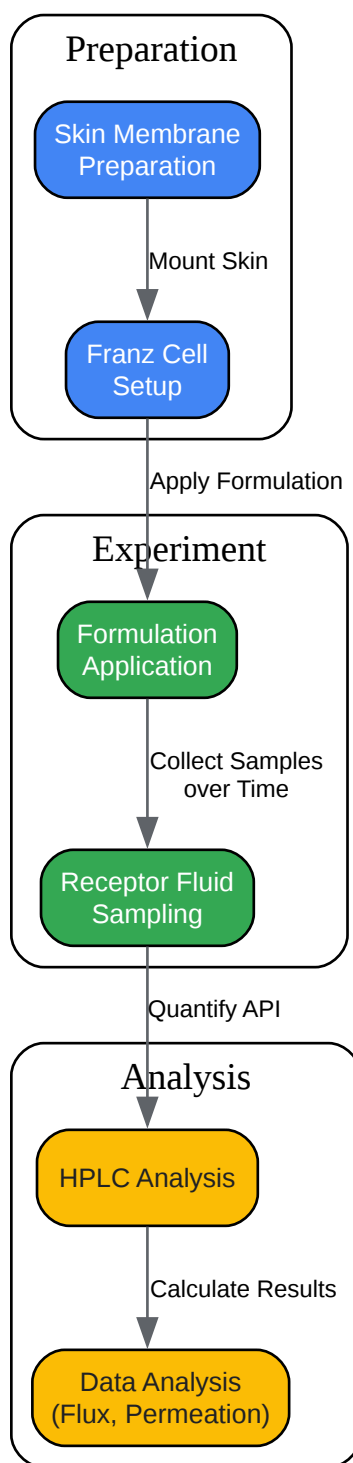 Preparation
Skin Membrane
Preparation
Mount Skin
Franz Cell
Setup
Apply Formulation
Experiment
Formulation
Application
Collect Samples
over Time
Receptor Fluid
Sampling
Quantify API
Analysis
HPLC Analysis
Calculate Results
Data Analysis
(Flux, Permeation)